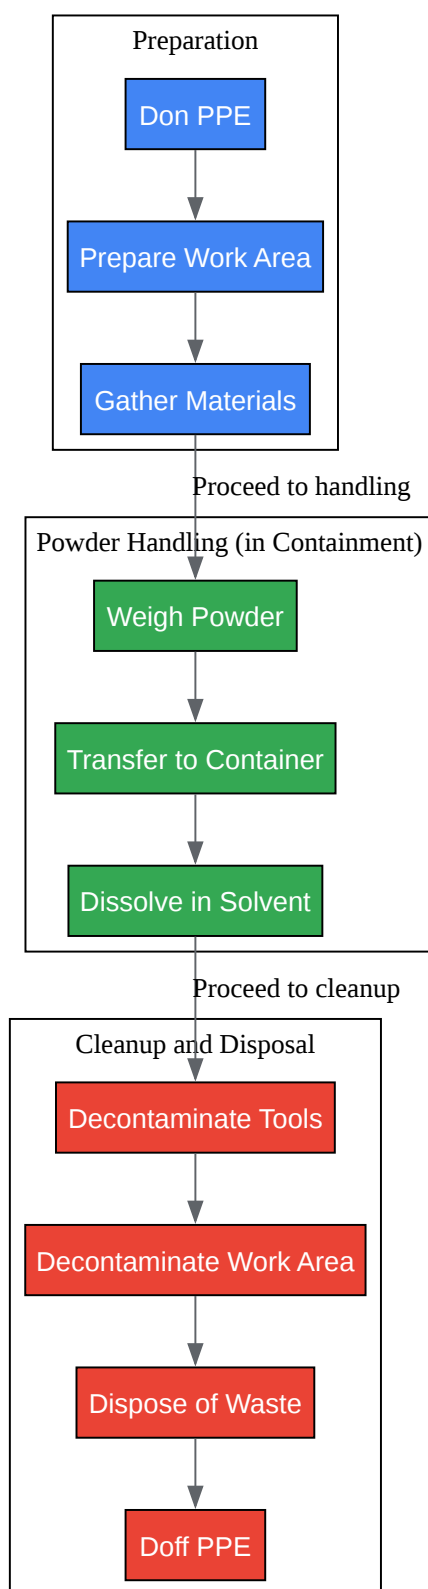 Preparation
Don PPE
Prepare Work Area
Gather Materials
Proceed to handling
Powder Handling (in Containment)
Weigh Powder
Transfer to Container
Dissolve in Solvent
Proceed to cleanup
Cleanup and Disposal
Decontaminate Tools
Decontaminate Work Area
Dispose of Waste
Doff PPE